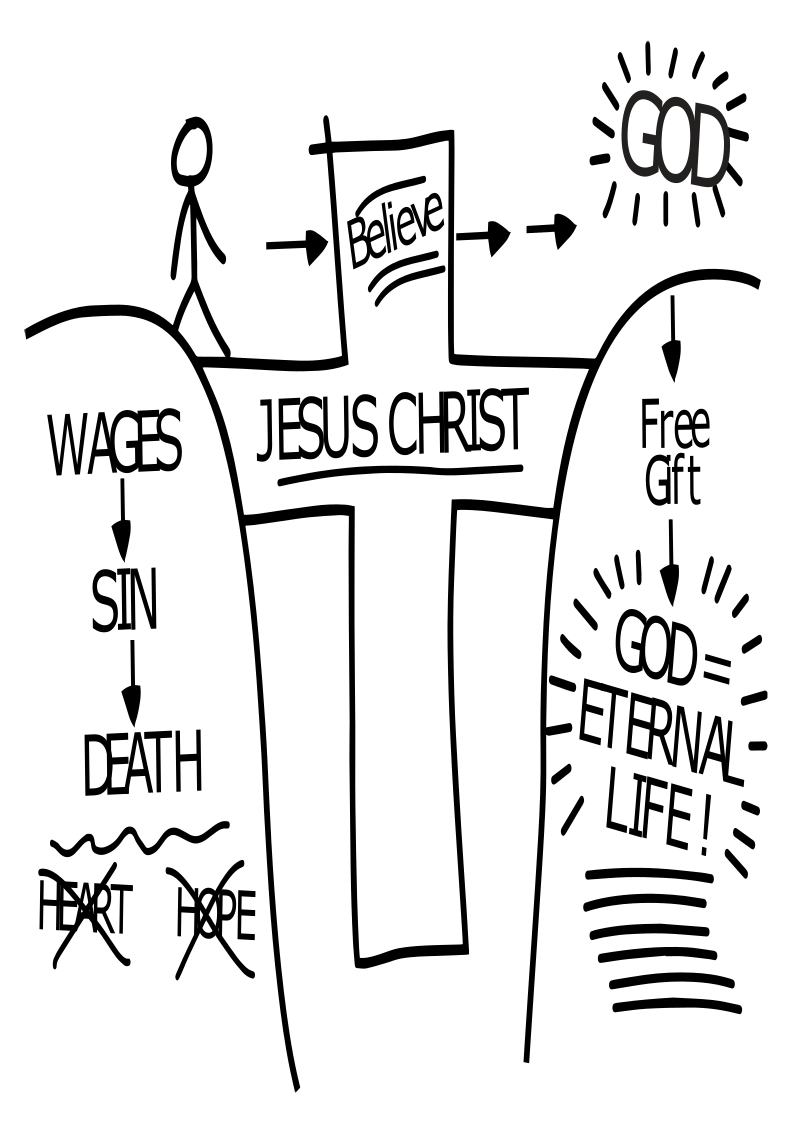 GOD
Believe
JESUS CHRIST
WAGES
SIN
DEATH
HEART HOPE
Free
Gift
GOD =
ETERNAL
LIFE!